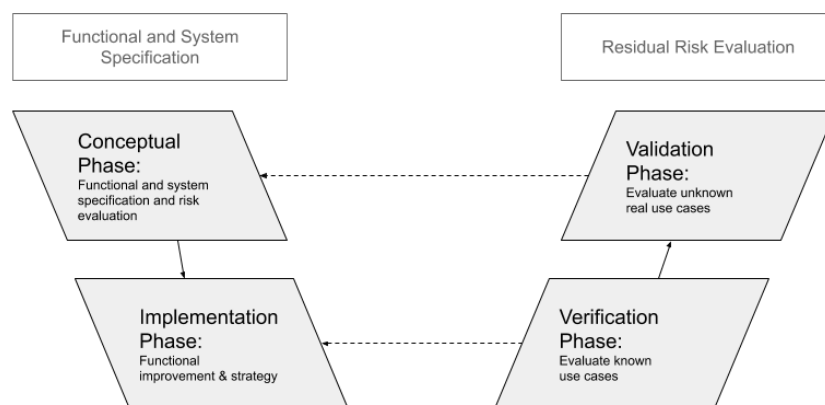 Functional and System
Specification
Residual Risk Evaluation
Conceptual
Phase:
Functional and system
specification and risk
evaluation
Validation
Phase:
Evaluate unknown
real use cases
Implementation
Phase:
Functional
improvement & strategy
Verification
Phase:
Evaluate known
use cases